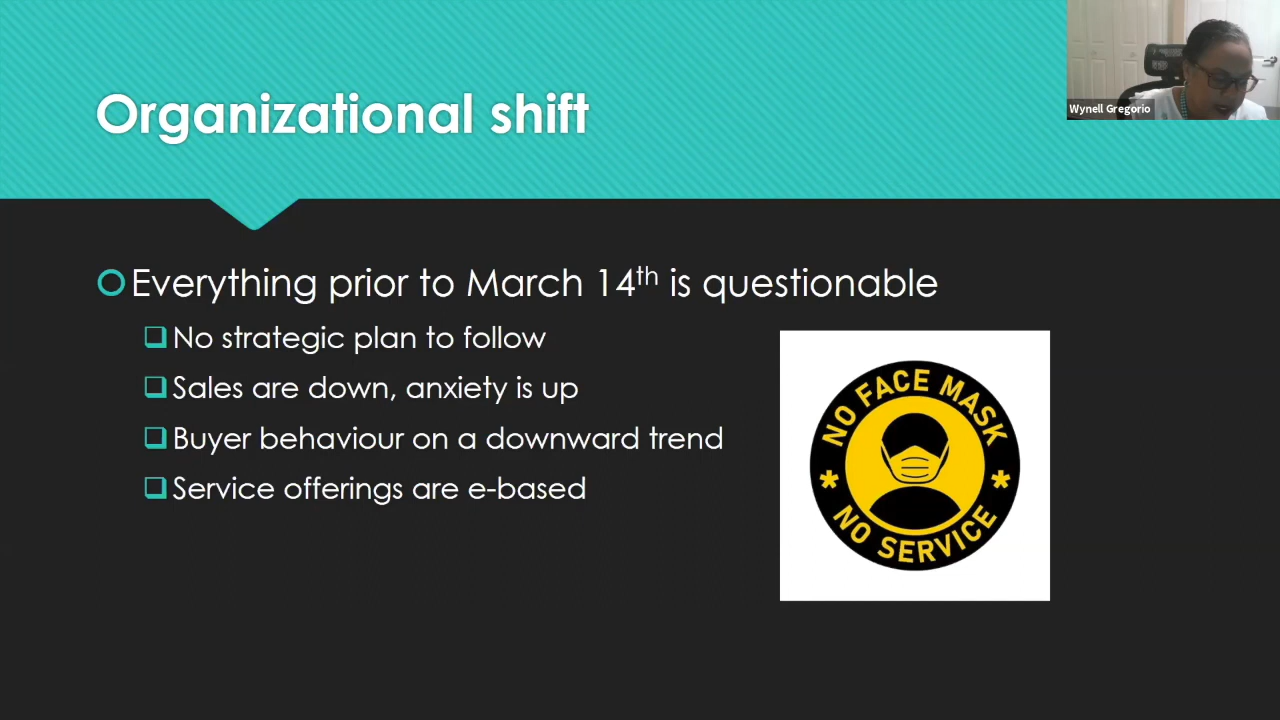 Organizational shift
Wynell Gregorio
Everything prior to March 14th is questionable
No strategic plan to follow
Sales are down, anxiety is up
Buyer behaviour on a downward trend
Service offerings are e-based
NO FACE MASK
* *
NO SERVICE